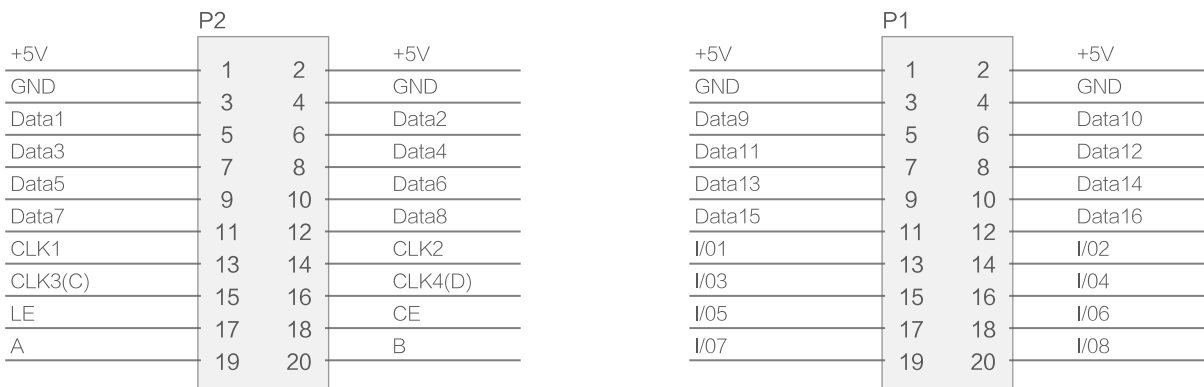 P2 P1
+5V +5V +5V +5V
1 2 1 2
GND GND GND GND
3 4 3 4
Data1 Data2 Data9 Data10
5 6 5 6
Data3 Data4 Data11 Data12
7 8 7 8
Data5 Data6 Data13 Data14
9 10 9 10
Data7 Data8 Data15 Data16
11 12 11 12
CLK1 CLK2 I/01 I/02
13 14 13 14
CLK3(C) CLK4(D) I/03 I/04
15 16 15 16
LE CE I/05 I/06
17 18 17 18
A B I/07 I/08
19 20 19 20